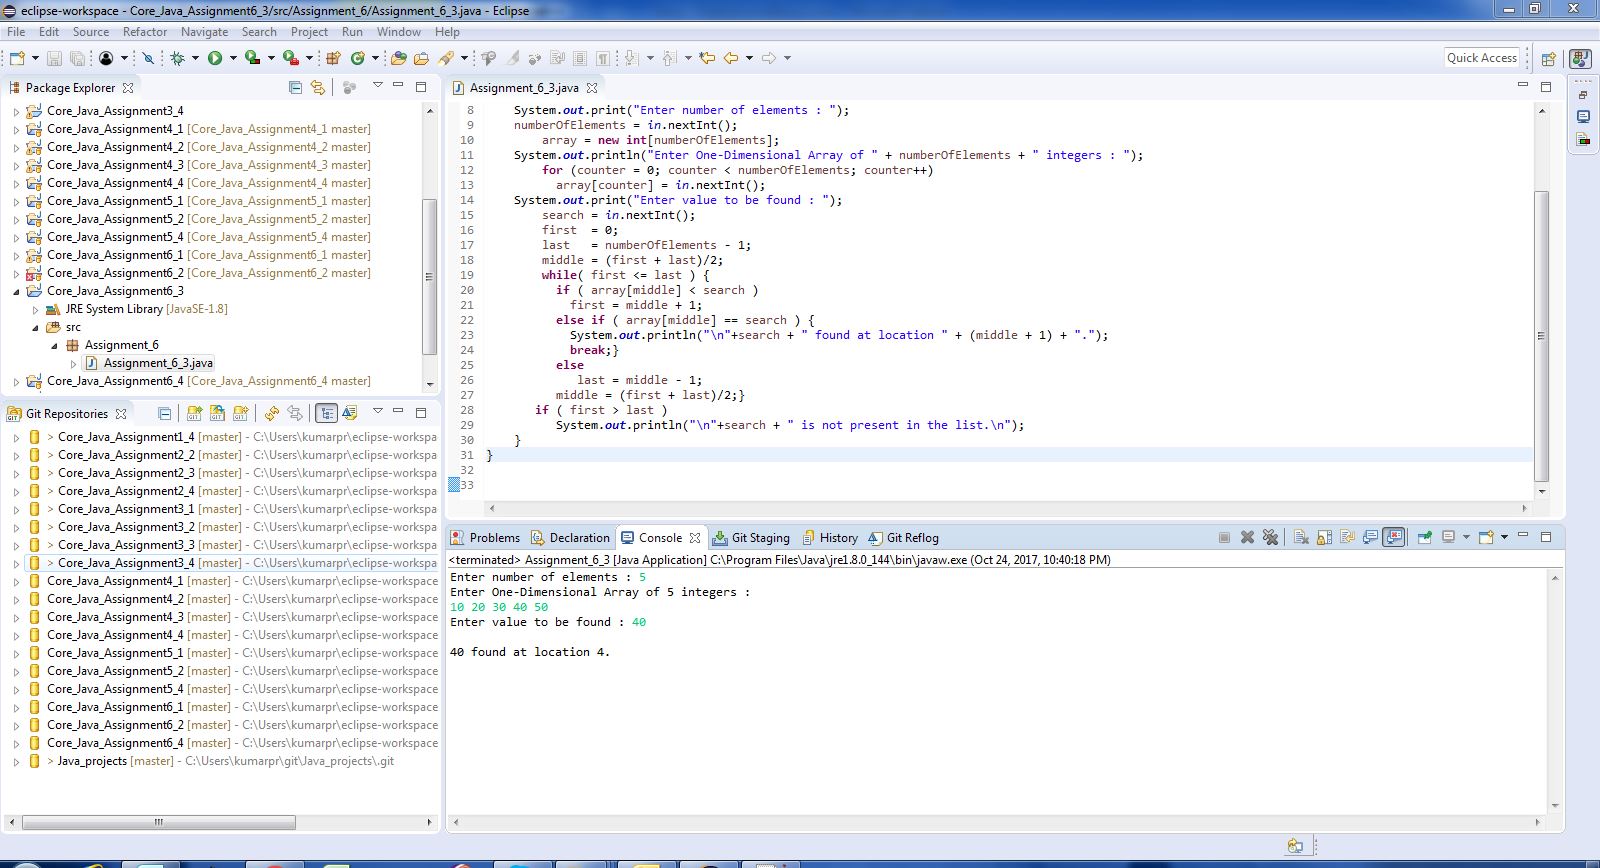 eclipse-workspace - Core_Java_Assignment6_3/src/Assignment_6/Assignment_6_3.java - Eclipse
File Edit Source Refactor Navigate Search Project Run Window Help
Quick Access
Package Explorer
Core_Java_Assignment3_4
Core_Java_Assignment4_1 [Core_Java_Assignment4_1 master]
Core_Java_Assignment4_2 [Core_Java_Assignment4_2 master]
Core_Java_Assignment4_3 [Core_Java_Assignment4_3 master]
Core_Java_Assignment4_4 [Core_Java_Assignment4_4 master]
Core_Java_Assignment5_1 [Core_Java_Assignment5_1 master]
Core_Java_Assignment5_2 [Core_Java_Assignment5_2 master]
Core_Java_Assignment5_4 [Core_Java_Assignment5_4 master]
Core_Java_Assignment6_1 [Core_Java_Assignment6_1 master]
Core_Java_Assignment6_2 [Core_Java_Assignment6_2 master]
Core_Java_Assignment6_3
JRE System Library [JavaSE-1.8]
src
Assignment_6
Assignment_6_3.java
Core_Java_Assignment6_4 [Core_Java_Assignment6_4 master]
Git Repositories
> Core_Java_Assignment1_4 [master] - C:\Users\kumarpr\eclipse-workspa
> Core_Java_Assignment2_2 [master] - C:\Users\kumarpr\eclipse-workspa
> Core_Java_Assignment2_3 [master] - C:\Users\kumarpr\eclipse-workspa
> Core_Java_Assignment2_4 [master] - C:\Users\kumarpr\eclipse-workspa
> Core_Java_Assignment3_1 [master] - C:\Users\kumarpr\eclipse-workspa
> Core_Java_Assignment3_2 [master] - C:\Users\kumarpr\eclipse-workspa
> Core_Java_Assignment3_3 [master] - C:\Users\kumarpr\eclipse-workspa
> Core_Java_Assignment3_4 [master] - C:\Users\kumarpr\eclipse-workspa
Core_Java_Assignment4_1 [master] - C:\Users\kumarpr\eclipse-workspace
Core_Java_Assignment4_2 [master] - C:\Users\kumarpr\eclipse-workspace
Core_Java_Assignment4_3 [master] - C:\Users\kumarpr\eclipse-workspace
Core_Java_Assignment4_4 [master] - C:\Users\kumarpr\eclipse-workspace
Core_Java_Assignment5_1 [master] - C:\Users\kumarpr\eclipse-workspace
Core_Java_Assignment5_2 [master] - C:\Users\kumarpr\eclipse-workspace
Core_Java_Assignment5_4 [master] - C:\Users\kumarpr\eclipse-workspace
Core_Java_Assignment6_1 [master] - C:\Users\kumarpr\eclipse-workspace
Core_Java_Assignment6_2 [master] - C:\Users\kumarpr\eclipse-workspace
Core_Java_Assignment6_4 [master] - C:\Users\kumarpr\eclipse-workspace
> Java_projects [master] - C:\Users\kumarpr\git\Java_projects\.git
Assignment_6_3.java
8 System.out.print("Enter number of elements : ");
9 numberOfElements = in.nextInt();
10 array = new int[numberOfElements];
11 System.out.println("Enter One-Dimensional Array of " + numberOfElements + " integers : ");
12 for (counter = 0; counter < numberOfElements; counter++)
13 array[counter] = in.nextInt();
14 System.out.print("Enter value to be found : ");
15 search = in.nextInt();
16 first  = 0;
17 last   = numberOfElements - 1;
18 middle = (first + last)/2;
19 while( first <= last ) {
20 if ( array[middle] < search )
21 first = middle + 1;
22 else if ( array[middle] == search ) {
23 System.out.println("\n"+search + " found at location " + (middle + 1) + ".");
24 break;}
25 else
26 last = middle - 1;
27 middle = (first + last)/2;}
28 if ( first > last )
29 System.out.println("\n"+search + " is not present in the list.\n");
30 }
31 }
32
33
Problems Declaration Console Git Staging History Git Reflog
<terminated> Assignment_6_3 [Java Application] C:\Program Files\Java\jre1.8.0_144\bin\javaw.exe (Oct 24, 2017, 10:40:18 PM)
Enter number of elements : 5
Enter One-Dimensional Array of 5 integers :
10 20 30 40 50
Enter value to be found : 40
40 found at location 4.